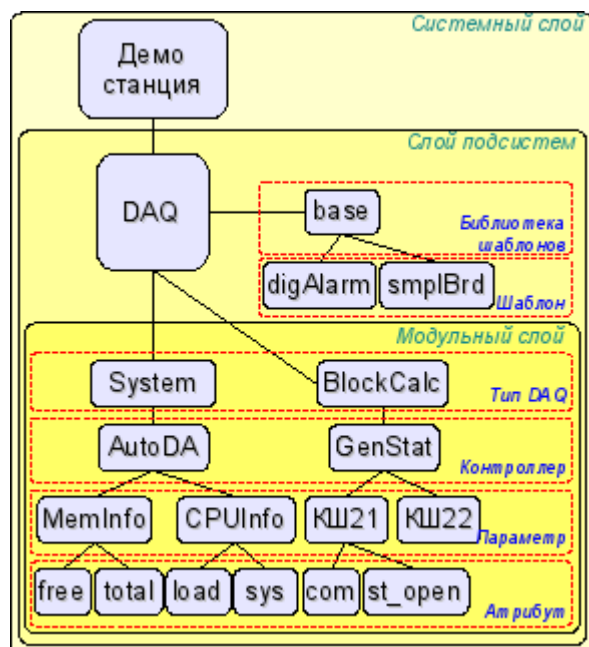 Системный слой
Демо
станция
Слой подсистем
DAQ
base
Библиотека
шаблонов
digAlarm
smplBrd
Шаблон
Модульный слой
System
BlockCalc
Тип DAQ
AutoDA
GenStat
Контроллер
MemInfo
CPUInfo
КШ21
КШ22
Параметр
free
total
load
sys
com
st_open
Атрибут